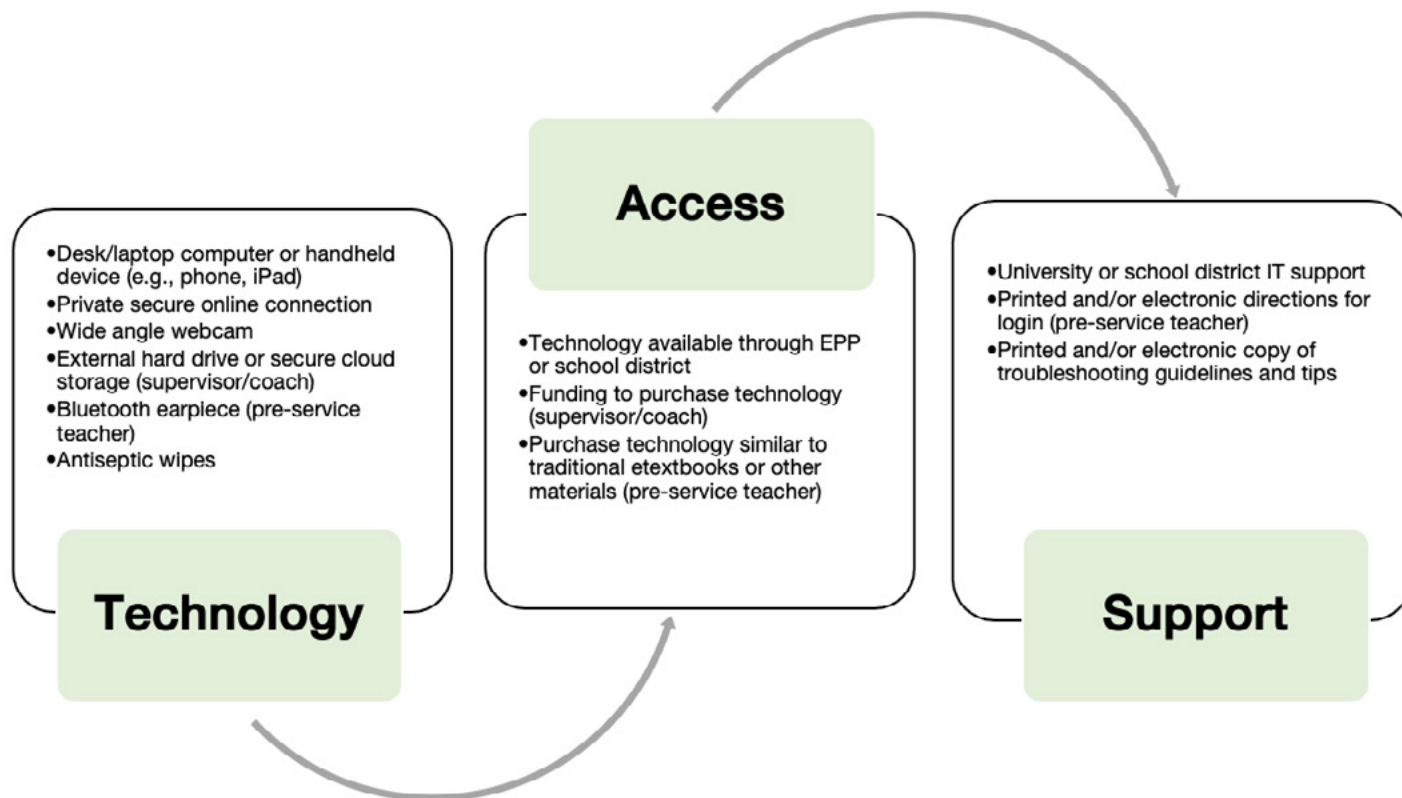 •Desk/laptop computer or handheld
device (e.g., phone, iPad)
•Private secure online connection
•Wide angle webcam
•External hard drive or secure cloud
storage (supervisor/coach)
•Bluetooth earpiece (pre-service
teacher)
•Antiseptic wipes
Technology
Access
•Technology available through EPP
or school district
•Funding to purchase technology
(supervisor/coach)
•Purchase technology similar to
traditional etextbooks or other
materials (pre-service teacher)
•University or school district IT support
•Printed and/or electronic directions for
login (pre-service teacher)
•Printed and/or electronic copy of
troubleshooting guidelines and tips
Support